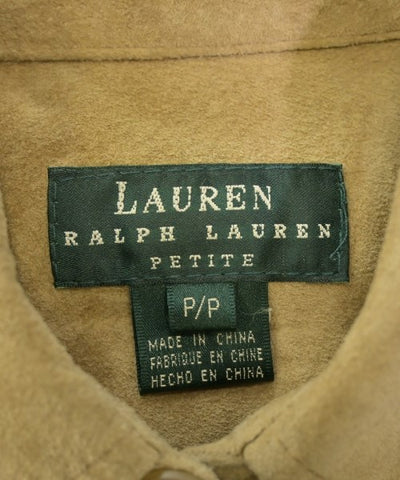 LAUREN
RALPH LAUREN
PETITE
P/P
MADE IN CHINA
FABRIQUE EN CHINE
HECHO EN CHINA